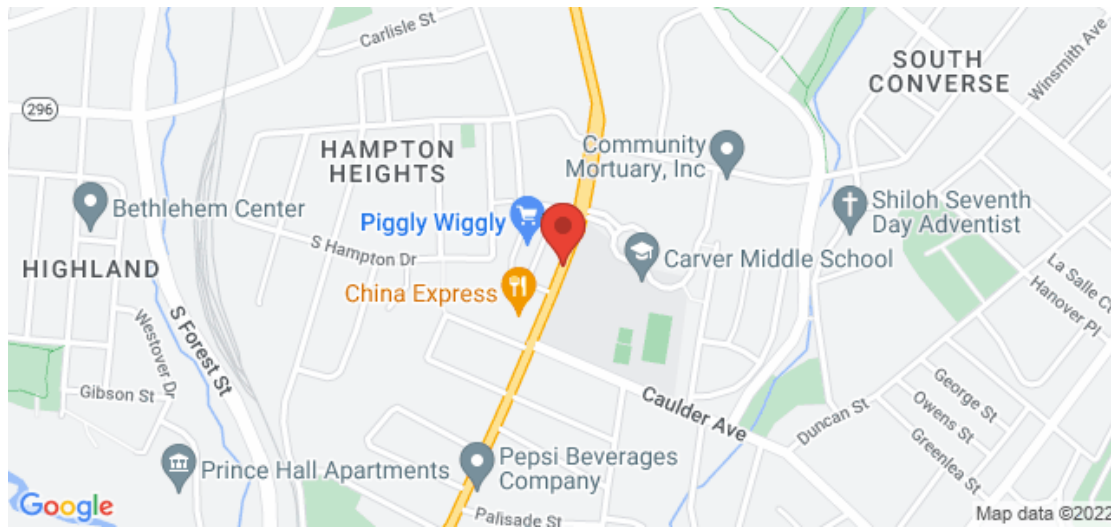 Carlisle St
SOUTH
CONVERSE
Winsmith Ave
296
HAMPTON
HEIGHTS
Community
Mortuary, Inc
Bethlehem Center
Piggly Wiggly
Shiloh Seventh
Day Adventist
S Hampton Dr
Carver Middle School
HIGHLAND
China Express
La Salle
Hanover Pl
Westover Dr
S Forest St
Gibson St
Caulder Ave
George St
Owens St
Duncan St
Greenlea St
Prince Hall Apartments
Pepsi Beverages
Company
Palisade St
Google
Map data ©2022